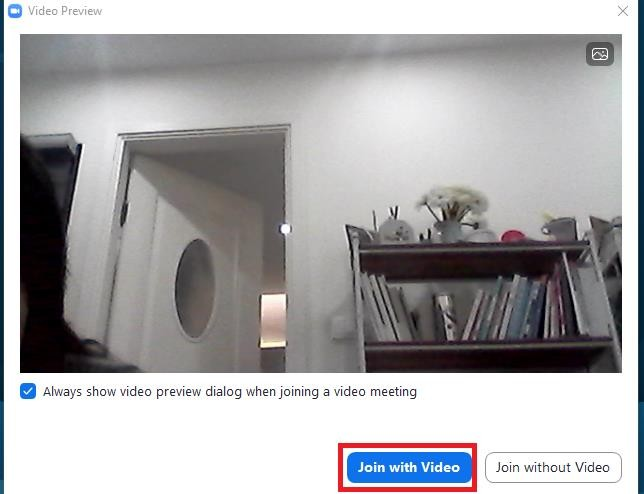 Video Preview
Always show video preview dialog when joining a video meeting
Join with Video
Join without Video